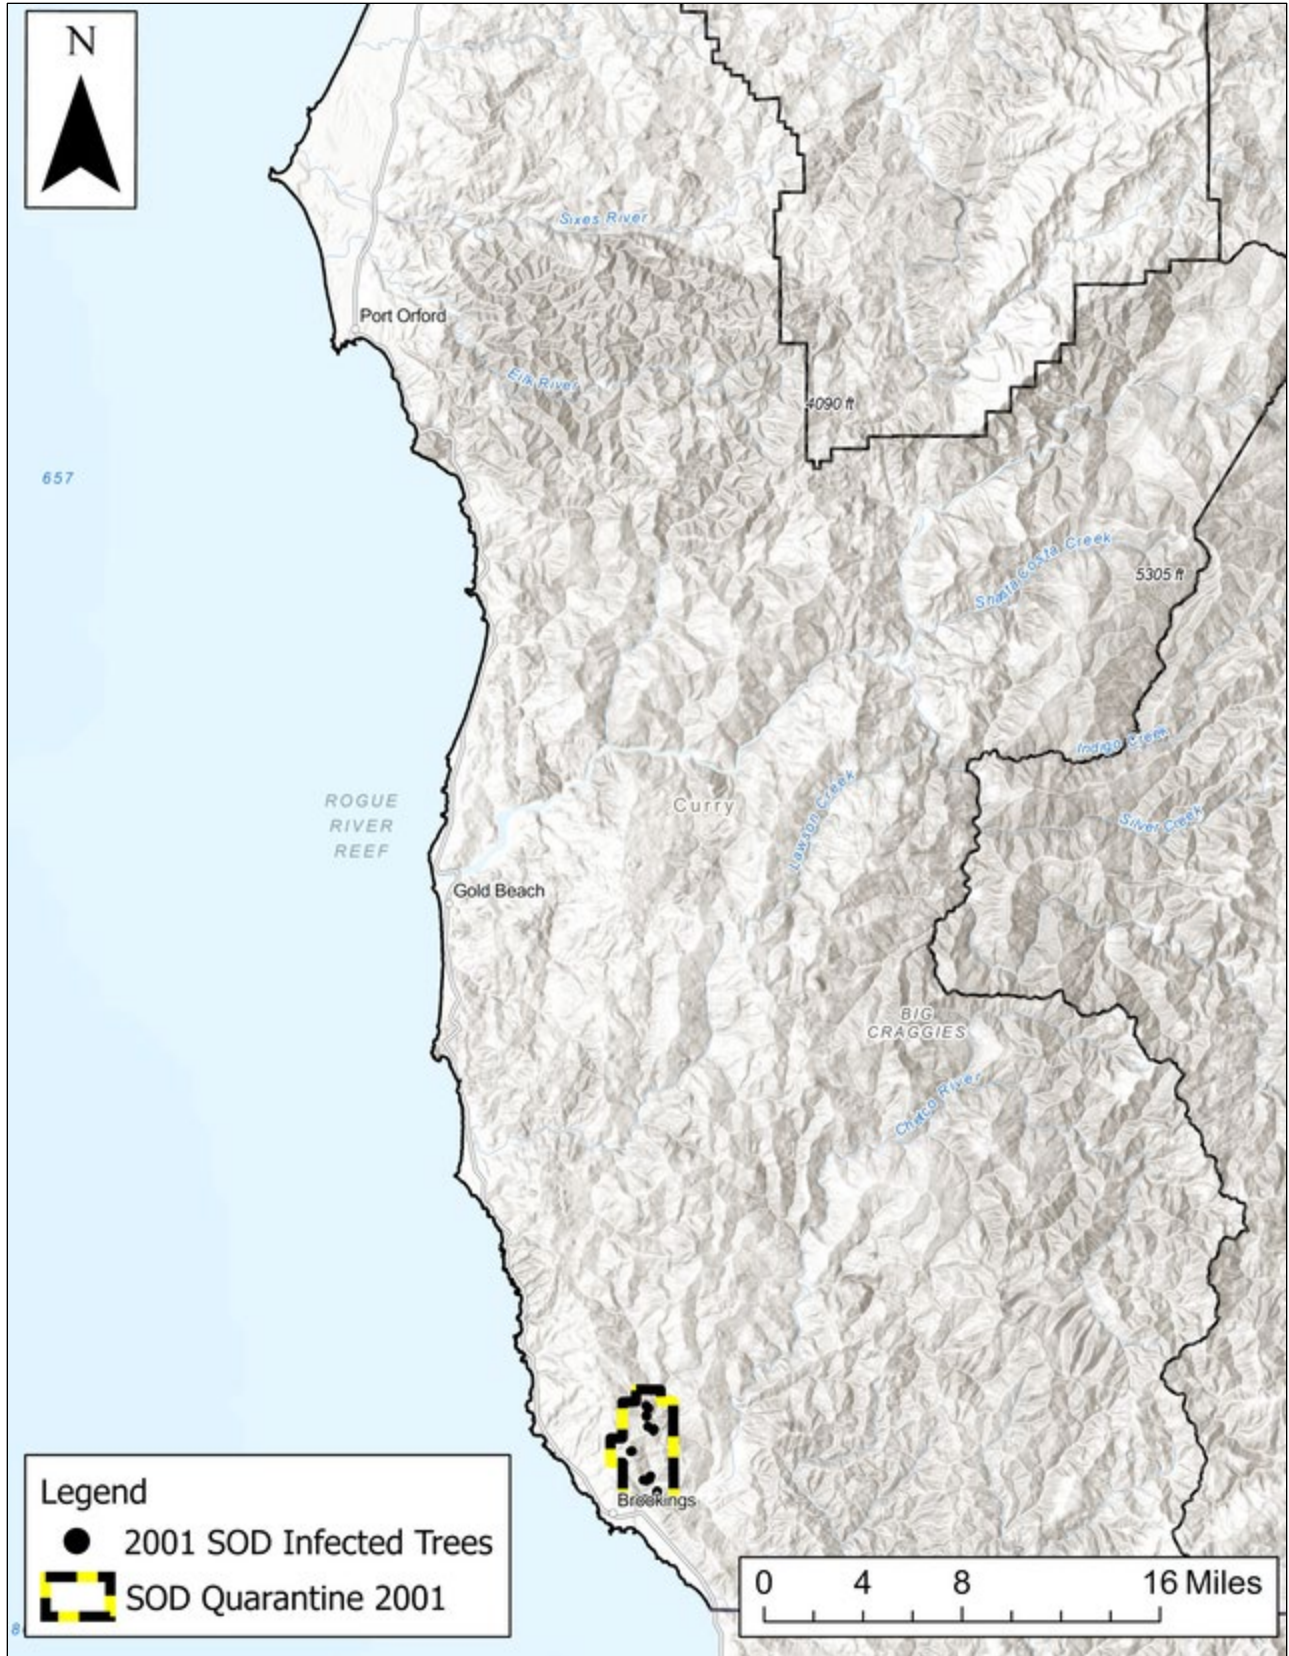 N
Sixes River
Port Orford
Elk River
4090 ft
657
Shasta Costa Creek
5305 ft
Indigo Creek
ROGUE
RIVER
REEF
Curry
Lawson Creek
Silver Creek
Gold Beach
BIG
CRAGGIES
Chetco River
Brookings
Legend
2001 SOD Infected Trees
SOD Quarantine 2001
0 4 8 16 Miles